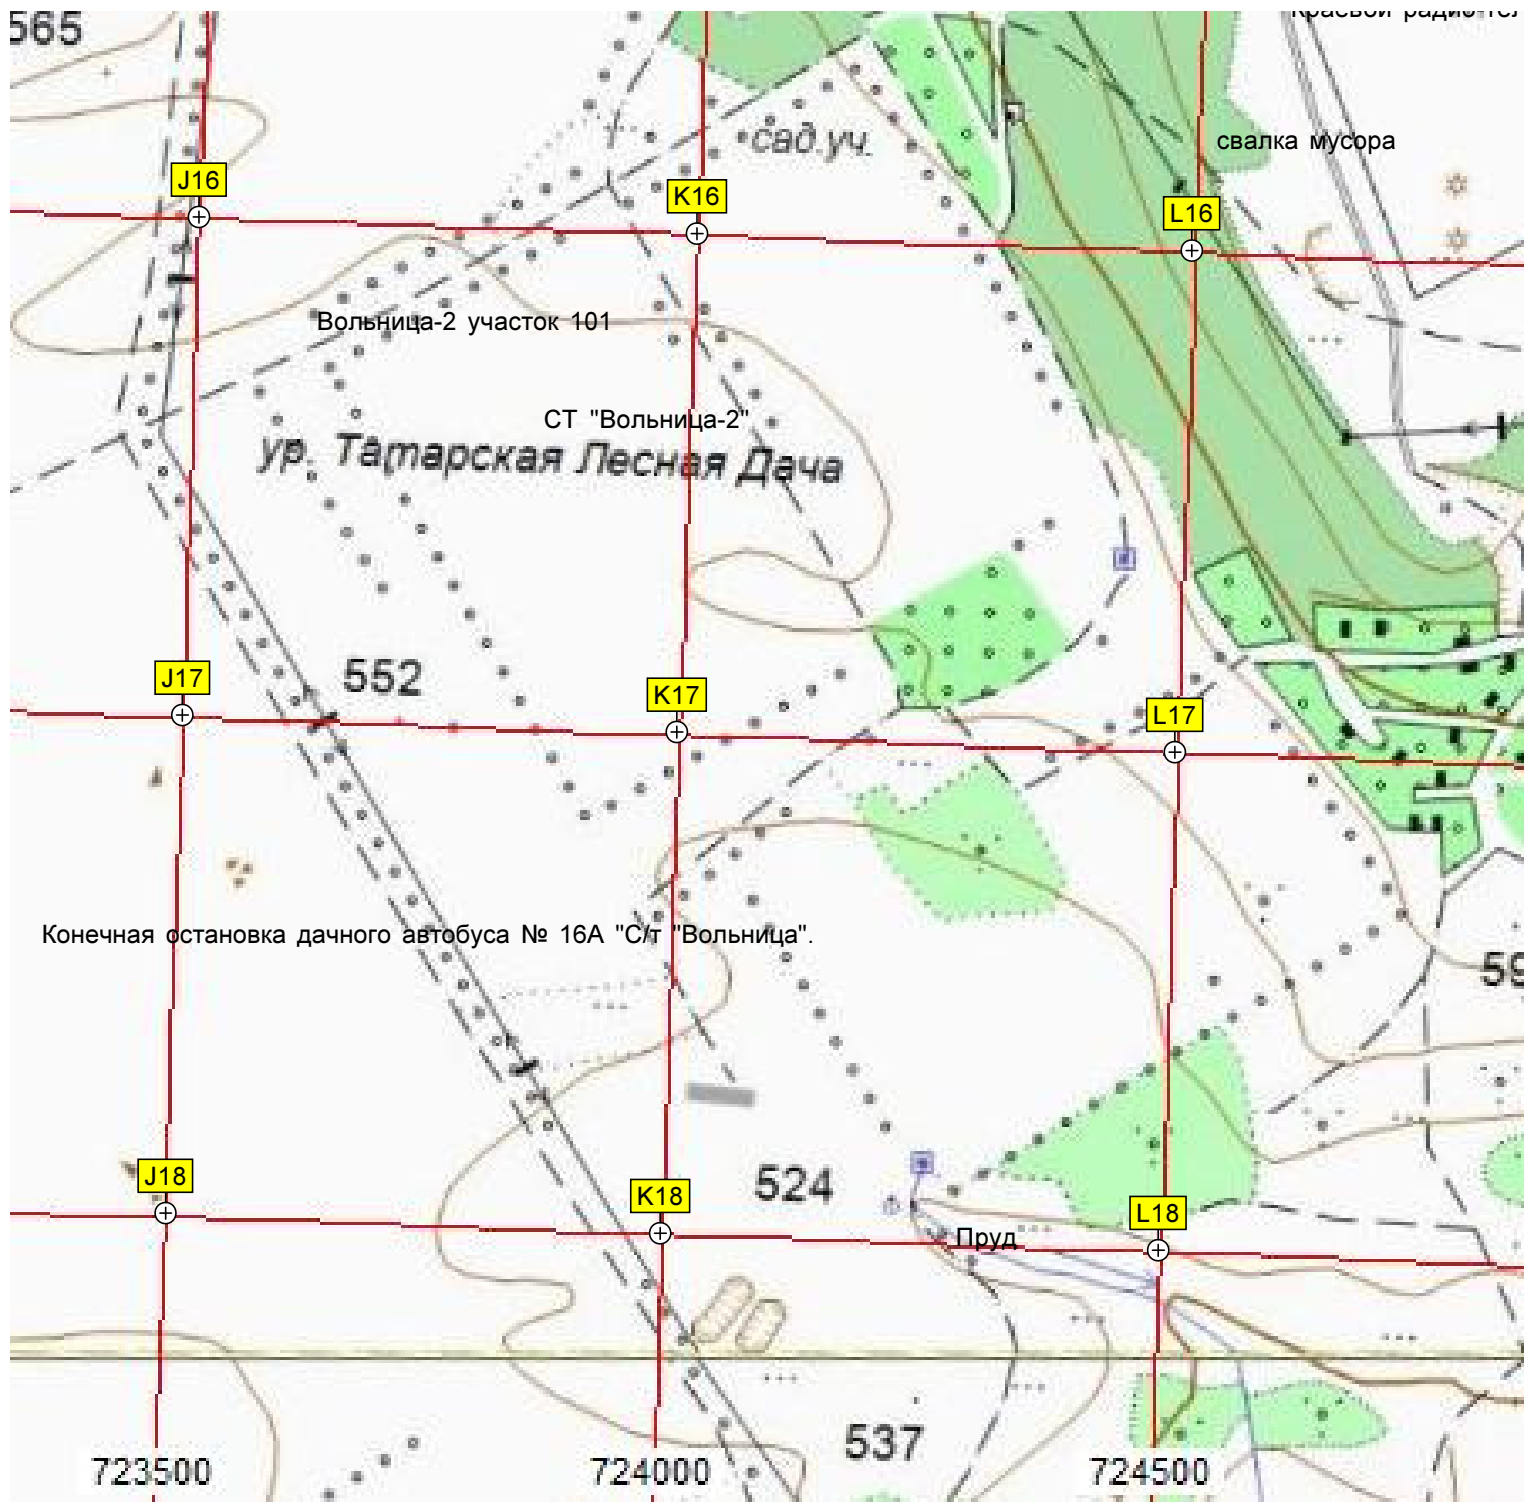 565
сад.уч.
свалка мусора
J16
K16
L16
Вольница-2 участок 101
СТ "Вольница-2"
ур. Татарская Лесная Дача
552
J17
K17
L17
Конечная остановка дачного автобуса № 16А "С/т "Вольница".
J18
K18
524
L18
Пруд
537
723500
724000
724500